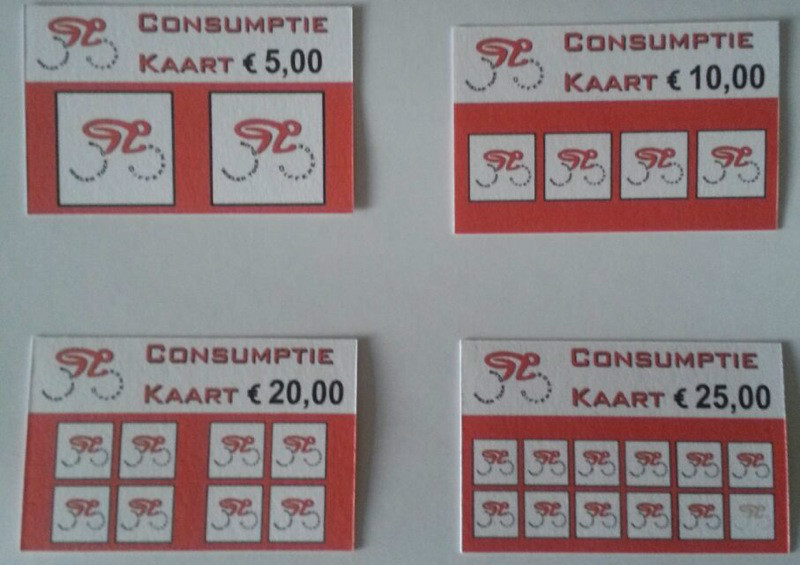 Consumptie
Kaart € 5,00
Consumptie
Kaart € 10,00
Consumptie
Kaart € 20,00
Consumptie
Kaart € 25,00